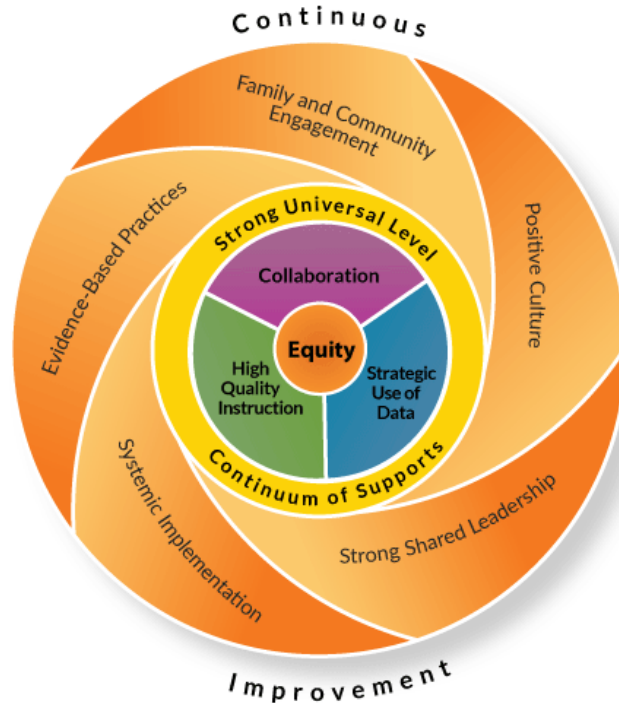 Continuous
Family and Community
Engagement
Positive Culture
Evidence-Based Practices
Strong Universal Level
Collaboration
Equity
High
Quality
Instruction
Strategic
Use of
Data
Continuum of Supports
Systemic Implementation
Strong Shared Leadership
Improvement